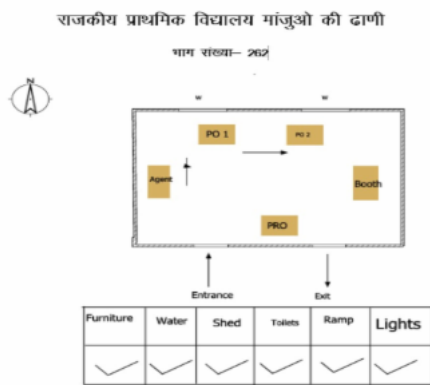 राजकीय प्राथमिक विद्यालय मांजुओ की ढाणी
भाग संख्या– 262
N
w w
PO 1 PO 2
Agent Booth
PRO
Entrance Exit
Furniture Water Shed Toilets Ramp Lights